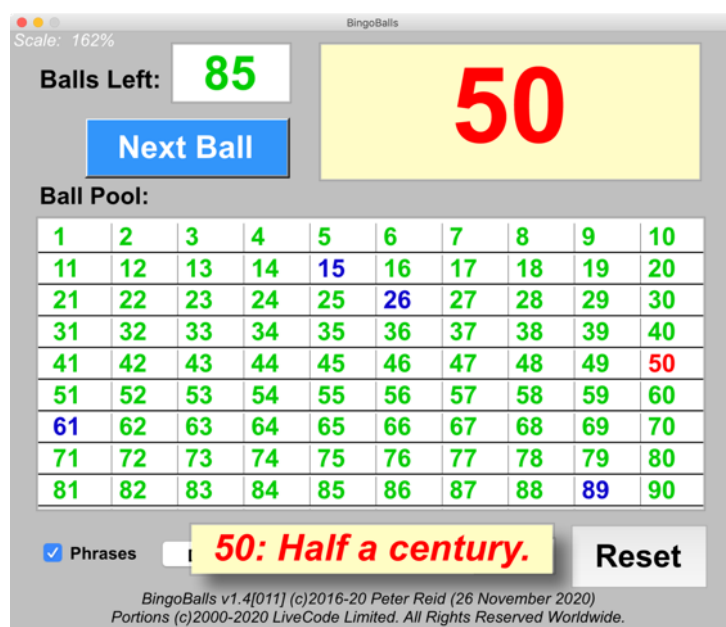 BingoBalls
Scale: 162%
Balls Left: 85
50
Next Ball
Ball Pool:
1 2 3 4 5 6 7 8 9 10
11 12 13 14 15 16 17 18 19 20
21 22 23 24 25 26 27 28 29 30
31 32 33 34 35 36 37 38 39 40
41 42 43 44 45 46 47 48 49 50
51 52 53 54 55 56 57 58 59 60
61 62 63 64 65 66 67 68 69 70
71 72 73 74 75 76 77 78 79 80
81 82 83 84 85 86 87 88 89 90
Phrases
50: Half a century.
Reset
BingoBalls v1.4[011] (c)2016-20 Peter Reid (26 November 2020)
Portions (c)2000-2020 LiveCode Limited. All Rights Reserved Worldwide.